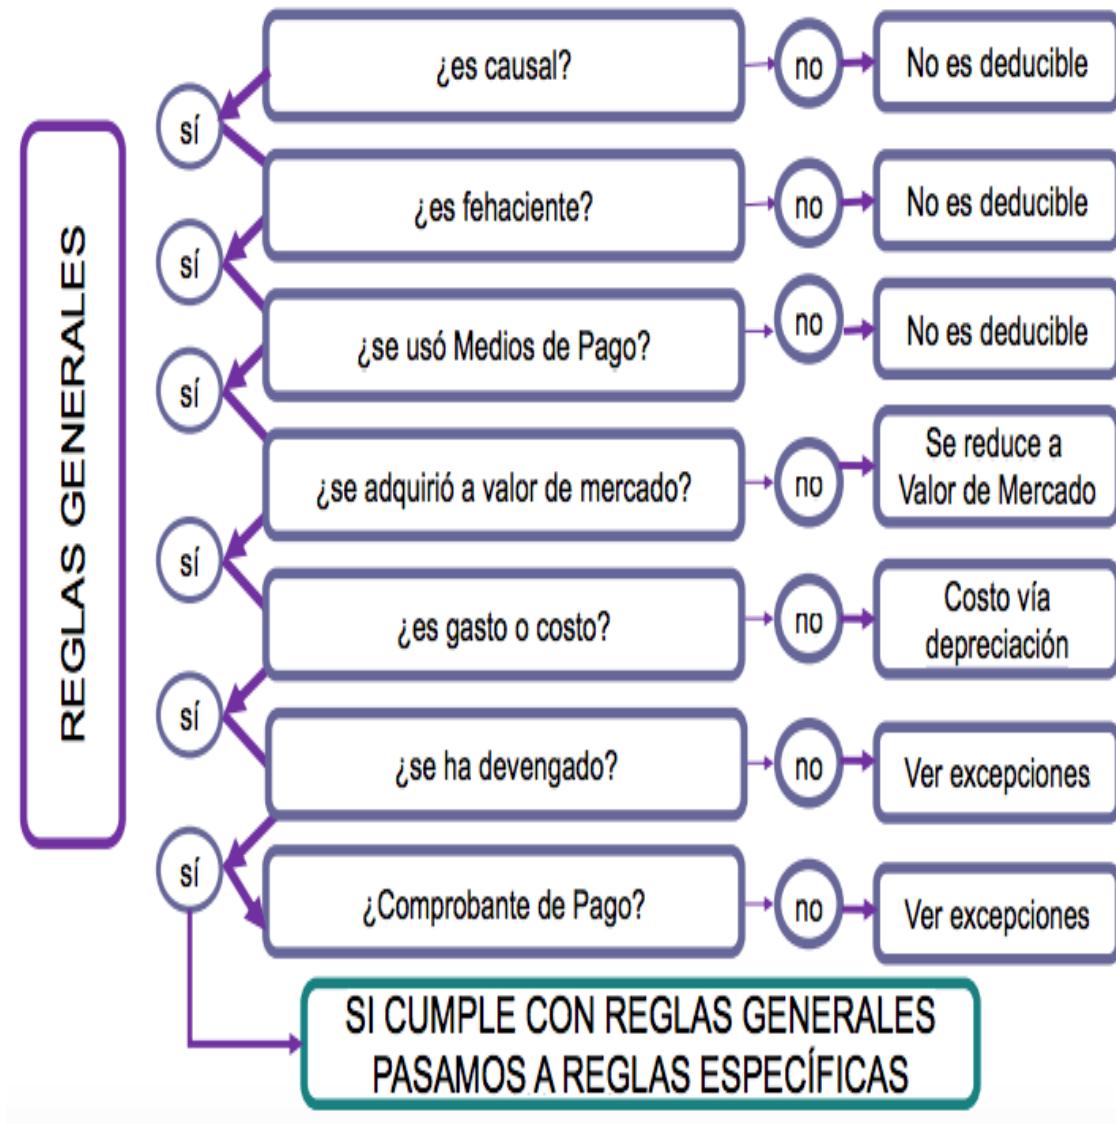 REGLAS GENERALES
¿es causal?
no
No es deducible
sí
¿es fehaciente?
no
No es deducible
sí
¿se usó Medios de Pago?
no
No es deducible
sí
¿se adquirió a valor de mercado?
no
Se reduce a
Valor de Mercado
sí
¿es gasto o costo?
no
Costo vía
depreciación
sí
¿se ha devengado?
no
Ver excepciones
sí
¿Comprobante de Pago?
no
Ver excepciones
SI CUMPLE CON REGLAS GENERALES
PASAMOS A REGLAS ESPECÍFICAS